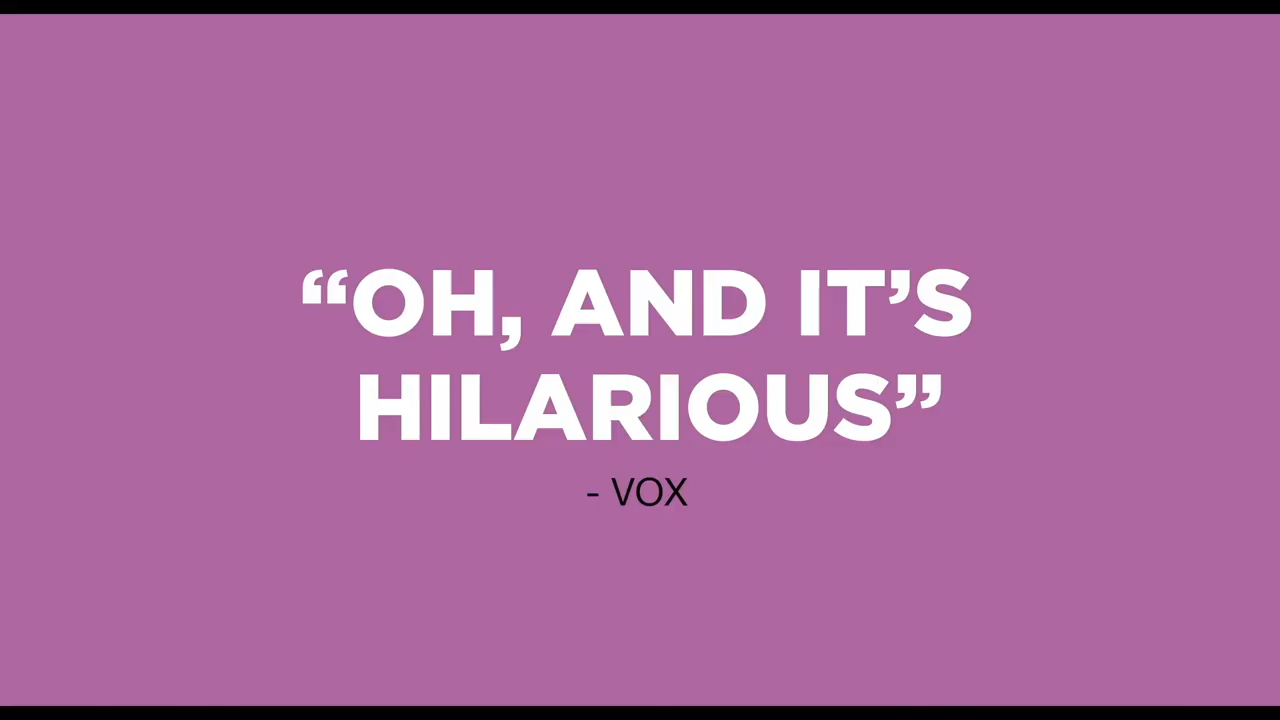 “OH, AND IT’S
HILARIOUS”
- VOX